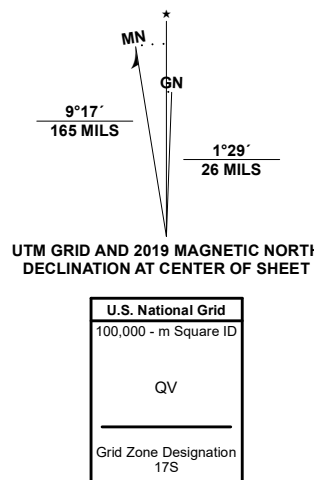 ★
MN
GN
9°17´
165 MILS
1°29´
26 MILS
UTM GRID AND 2019 MAGNETIC NORTH
DECLINATION AT CENTER OF SHEET
U.S. National Grid
100,000 - m Square ID
QV
Grid Zone Designation
17S